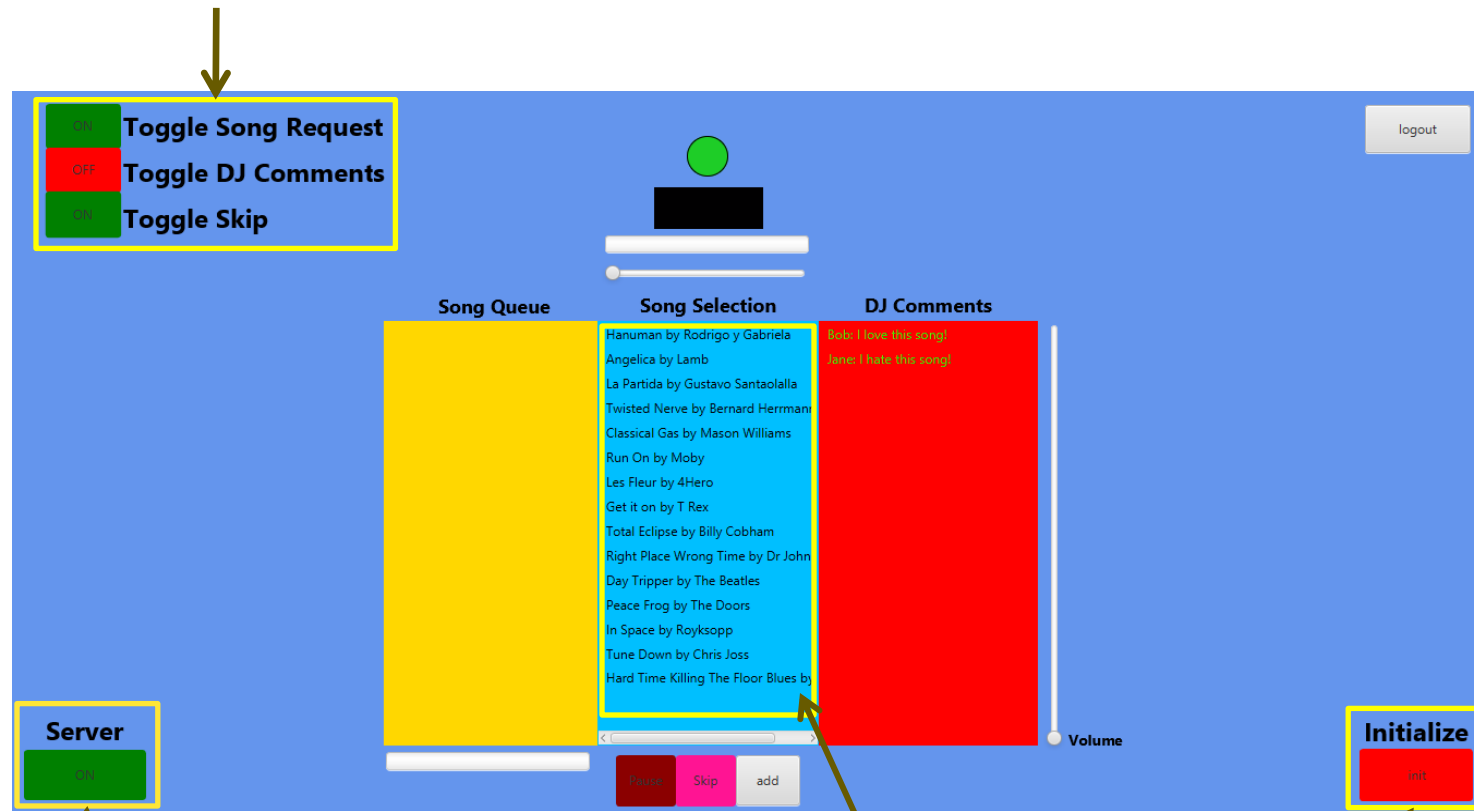 ON Toggle Song Request
OFF Toggle DJ Comments
ON Toggle Skip
logout
Song Queue
Song Selection
DJ Comments
Hanuman by Rodrigo y Gabriela
Angelica by Lamb
La Partida by Gustavo Santaolalla
Twisted Nerve by Bernard Herrmann
Classical Gas by Mason Williams
Run On by Moby
Les Fleur by 4Hero
Get it on by T Rex
Total Eclipse by Billy Cobham
Right Place Wrong Time by Dr John
Day Tripper by The Beatles
Peace Frog by The Doors
In Space by Royksopp
Tune Down by Chris Joss
Hard Time Killing The Floor Blues by
Bob: I love this song!
Jane: I hate this song!
Volume
Server
ON
Pause
Skip
add
Initialize
init